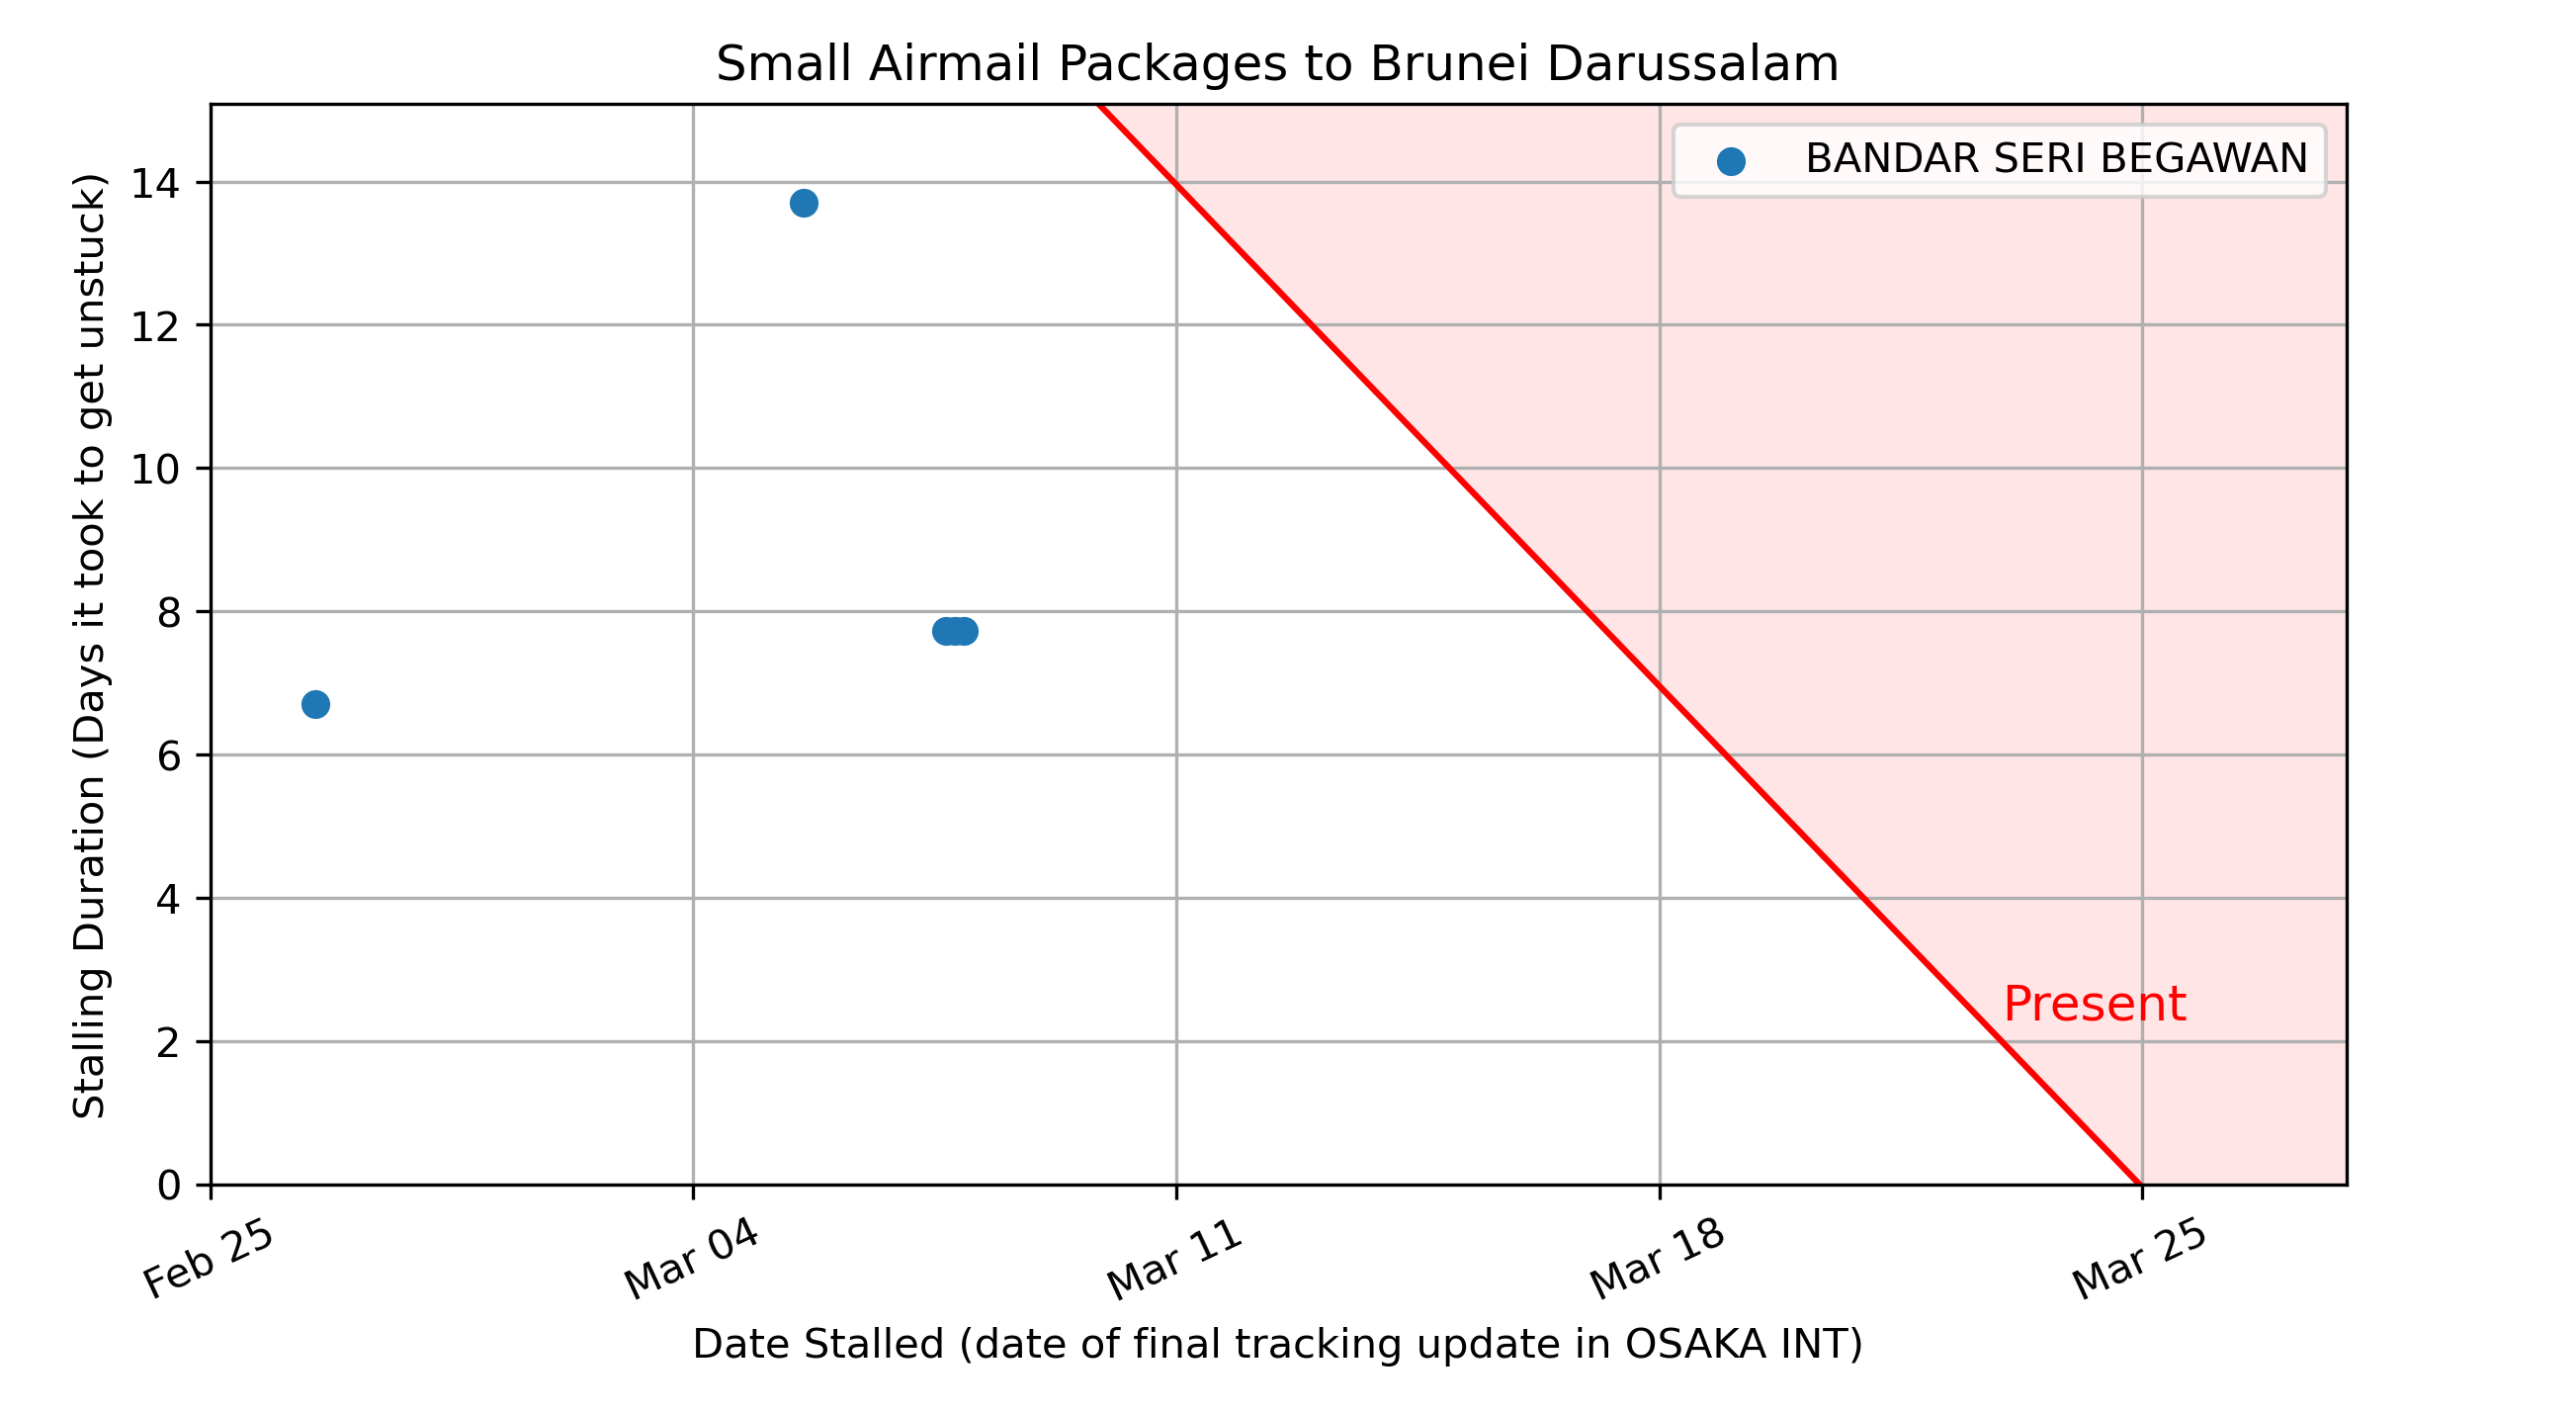 Small Airmail Packages to Brunei Darussalam
BANDAR SERI BEGAWAN
Stalling Duration (Days it took to get unstuck)
14
12
10
8
6
4
2
0
Present
Feb 25
Mar 04
Mar 11
Mar 18
Mar 25
Date Stalled (date of final tracking update in OSAKA INT)